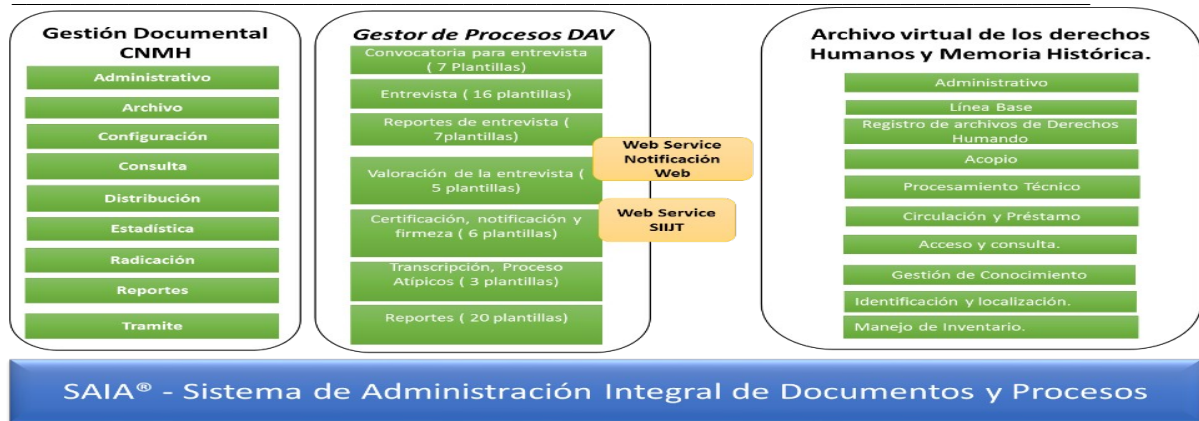 Gestión Documental
CNMH
Administrativo
Archivo
Configuración
Consulta
Distribución
Estadística
Radicación
Reportes
Tramite
Gestor de Procesos DAV
Convocatoria para entrevista
( 7 Plantillas)
Entrevista ( 16 plantillas)
Reportes de entrevista (
7plantillas)
Valoración de la entrevista (
5 plantillas)
Certificación, notificación y
firmeza ( 6 plantillas)
Transcripción, Proceso
Atípicos ( 3 plantillas)
Reportes ( 20 plantillas)
Web Service
Notificación
Web
Web Service
SIIJT
Archivo virtual de los derechos
Humanos y Memoria Histórica.
Administrativo
Línea Base
Registro de archivos de Derechos
Humando
Acopio
Procesamiento Técnico
Circulación y Préstamo
Acceso y consulta.
Gestión de Conocimiento
Identificación y localización.
Manejo de Inventario.
SAIA® - Sistema de Administración Integral de Documentos y Procesos